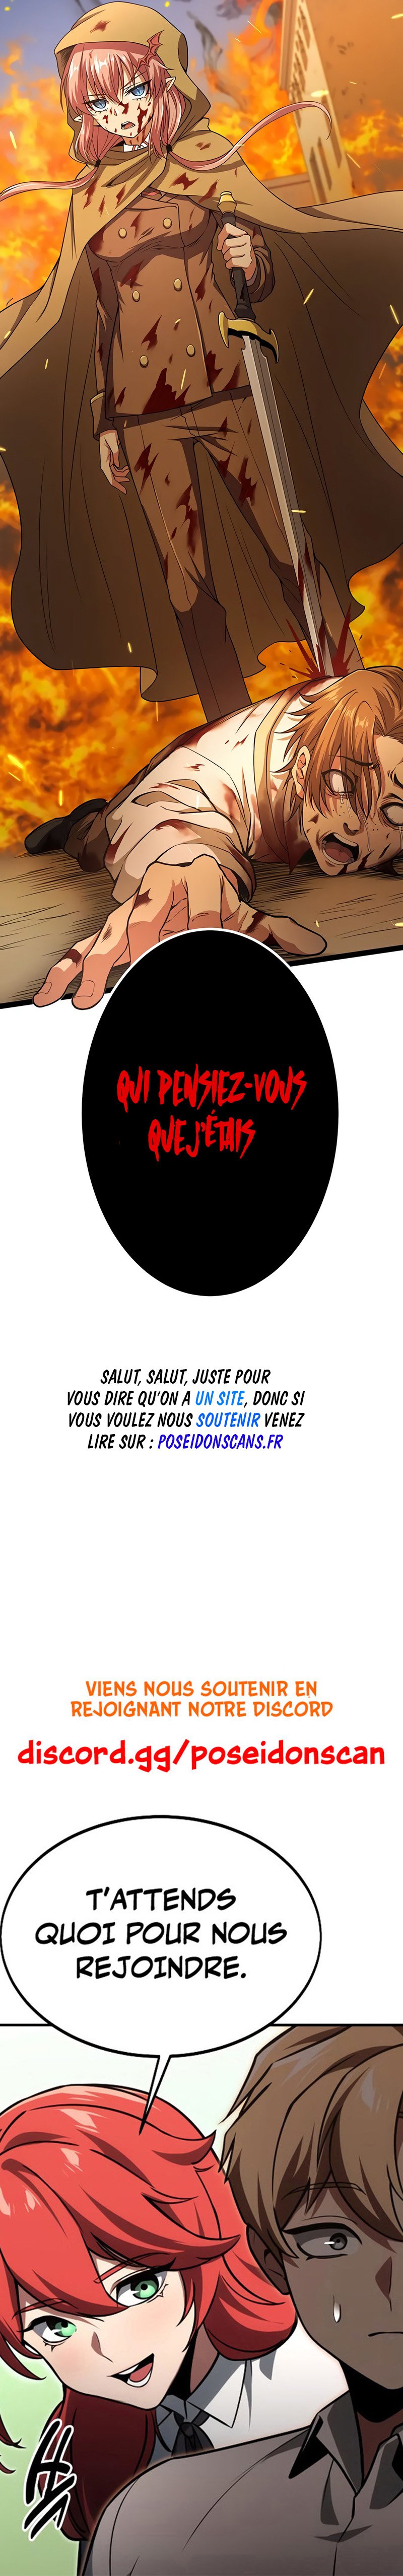 QUI PENSIEZ-VOUS
QUE J'ÉTAIS
SALUT, SALUT, JUSTE POUR
VOUS DIRE QU'ON A UN SITE, DONC SI
VOUS VOULEZ NOUS SOUTENIR VENEZ
LIRE SUR : POSEIDONSCANS.FR
VIENS NOUS SOUTENIR EN
REJOIGNANT NOTRE DISCORD
discord.gg/poseidonscan
T'ATTENDS
QUOI POUR NOUS
REJOINDRE.